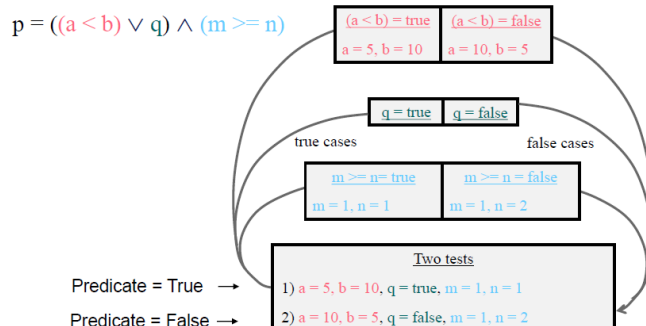 p = ((a < b) ∨ q) ∧ (m >= n)
(a < b) = true (a < b) = false
a = 5, b = 10 a = 10, b = 5
q = true q = false
true cases false cases
m >= n= true m >= n = false
m = 1, n = 1 m = 1, n = 2
Two tests
Predicate = True → 1) a = 5, b = 10, q = true, m = 1, n = 1
Predicate = False → 2) a = 10, b = 5, q = false, m = 1, n = 2